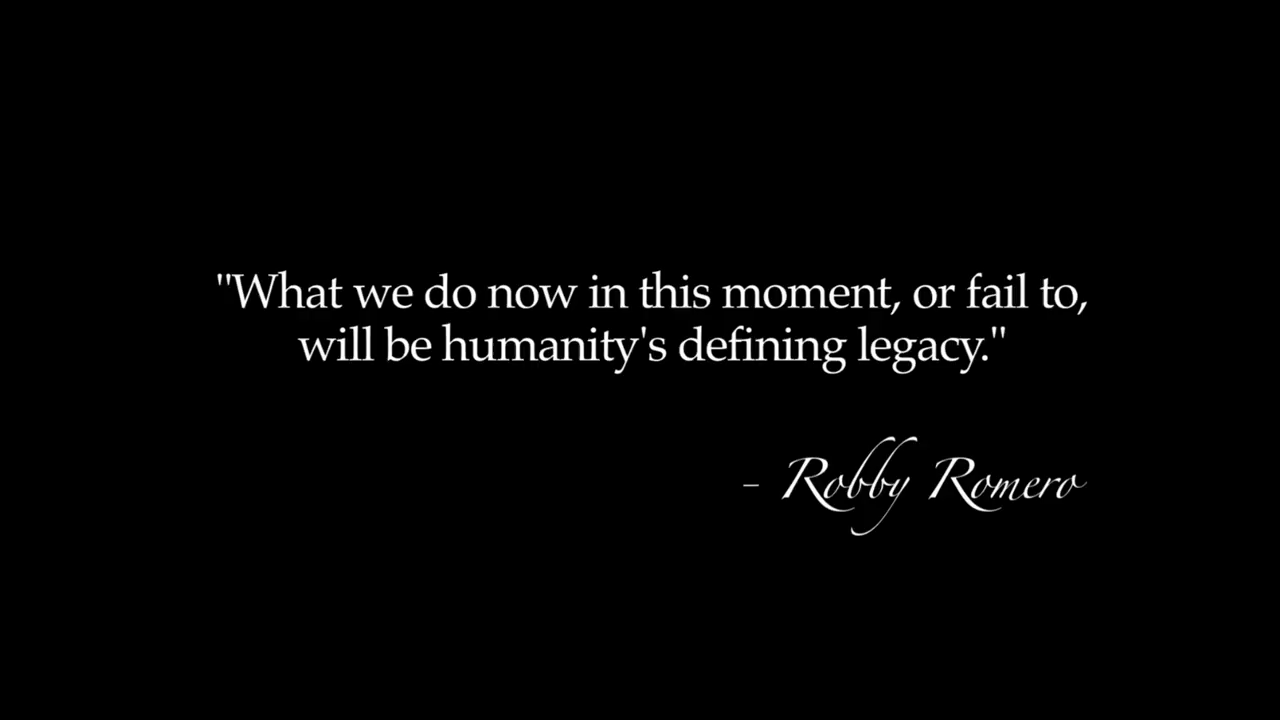 "What we do now in this moment, or fail to,
will be humanity's defining legacy."
- Robby Romero